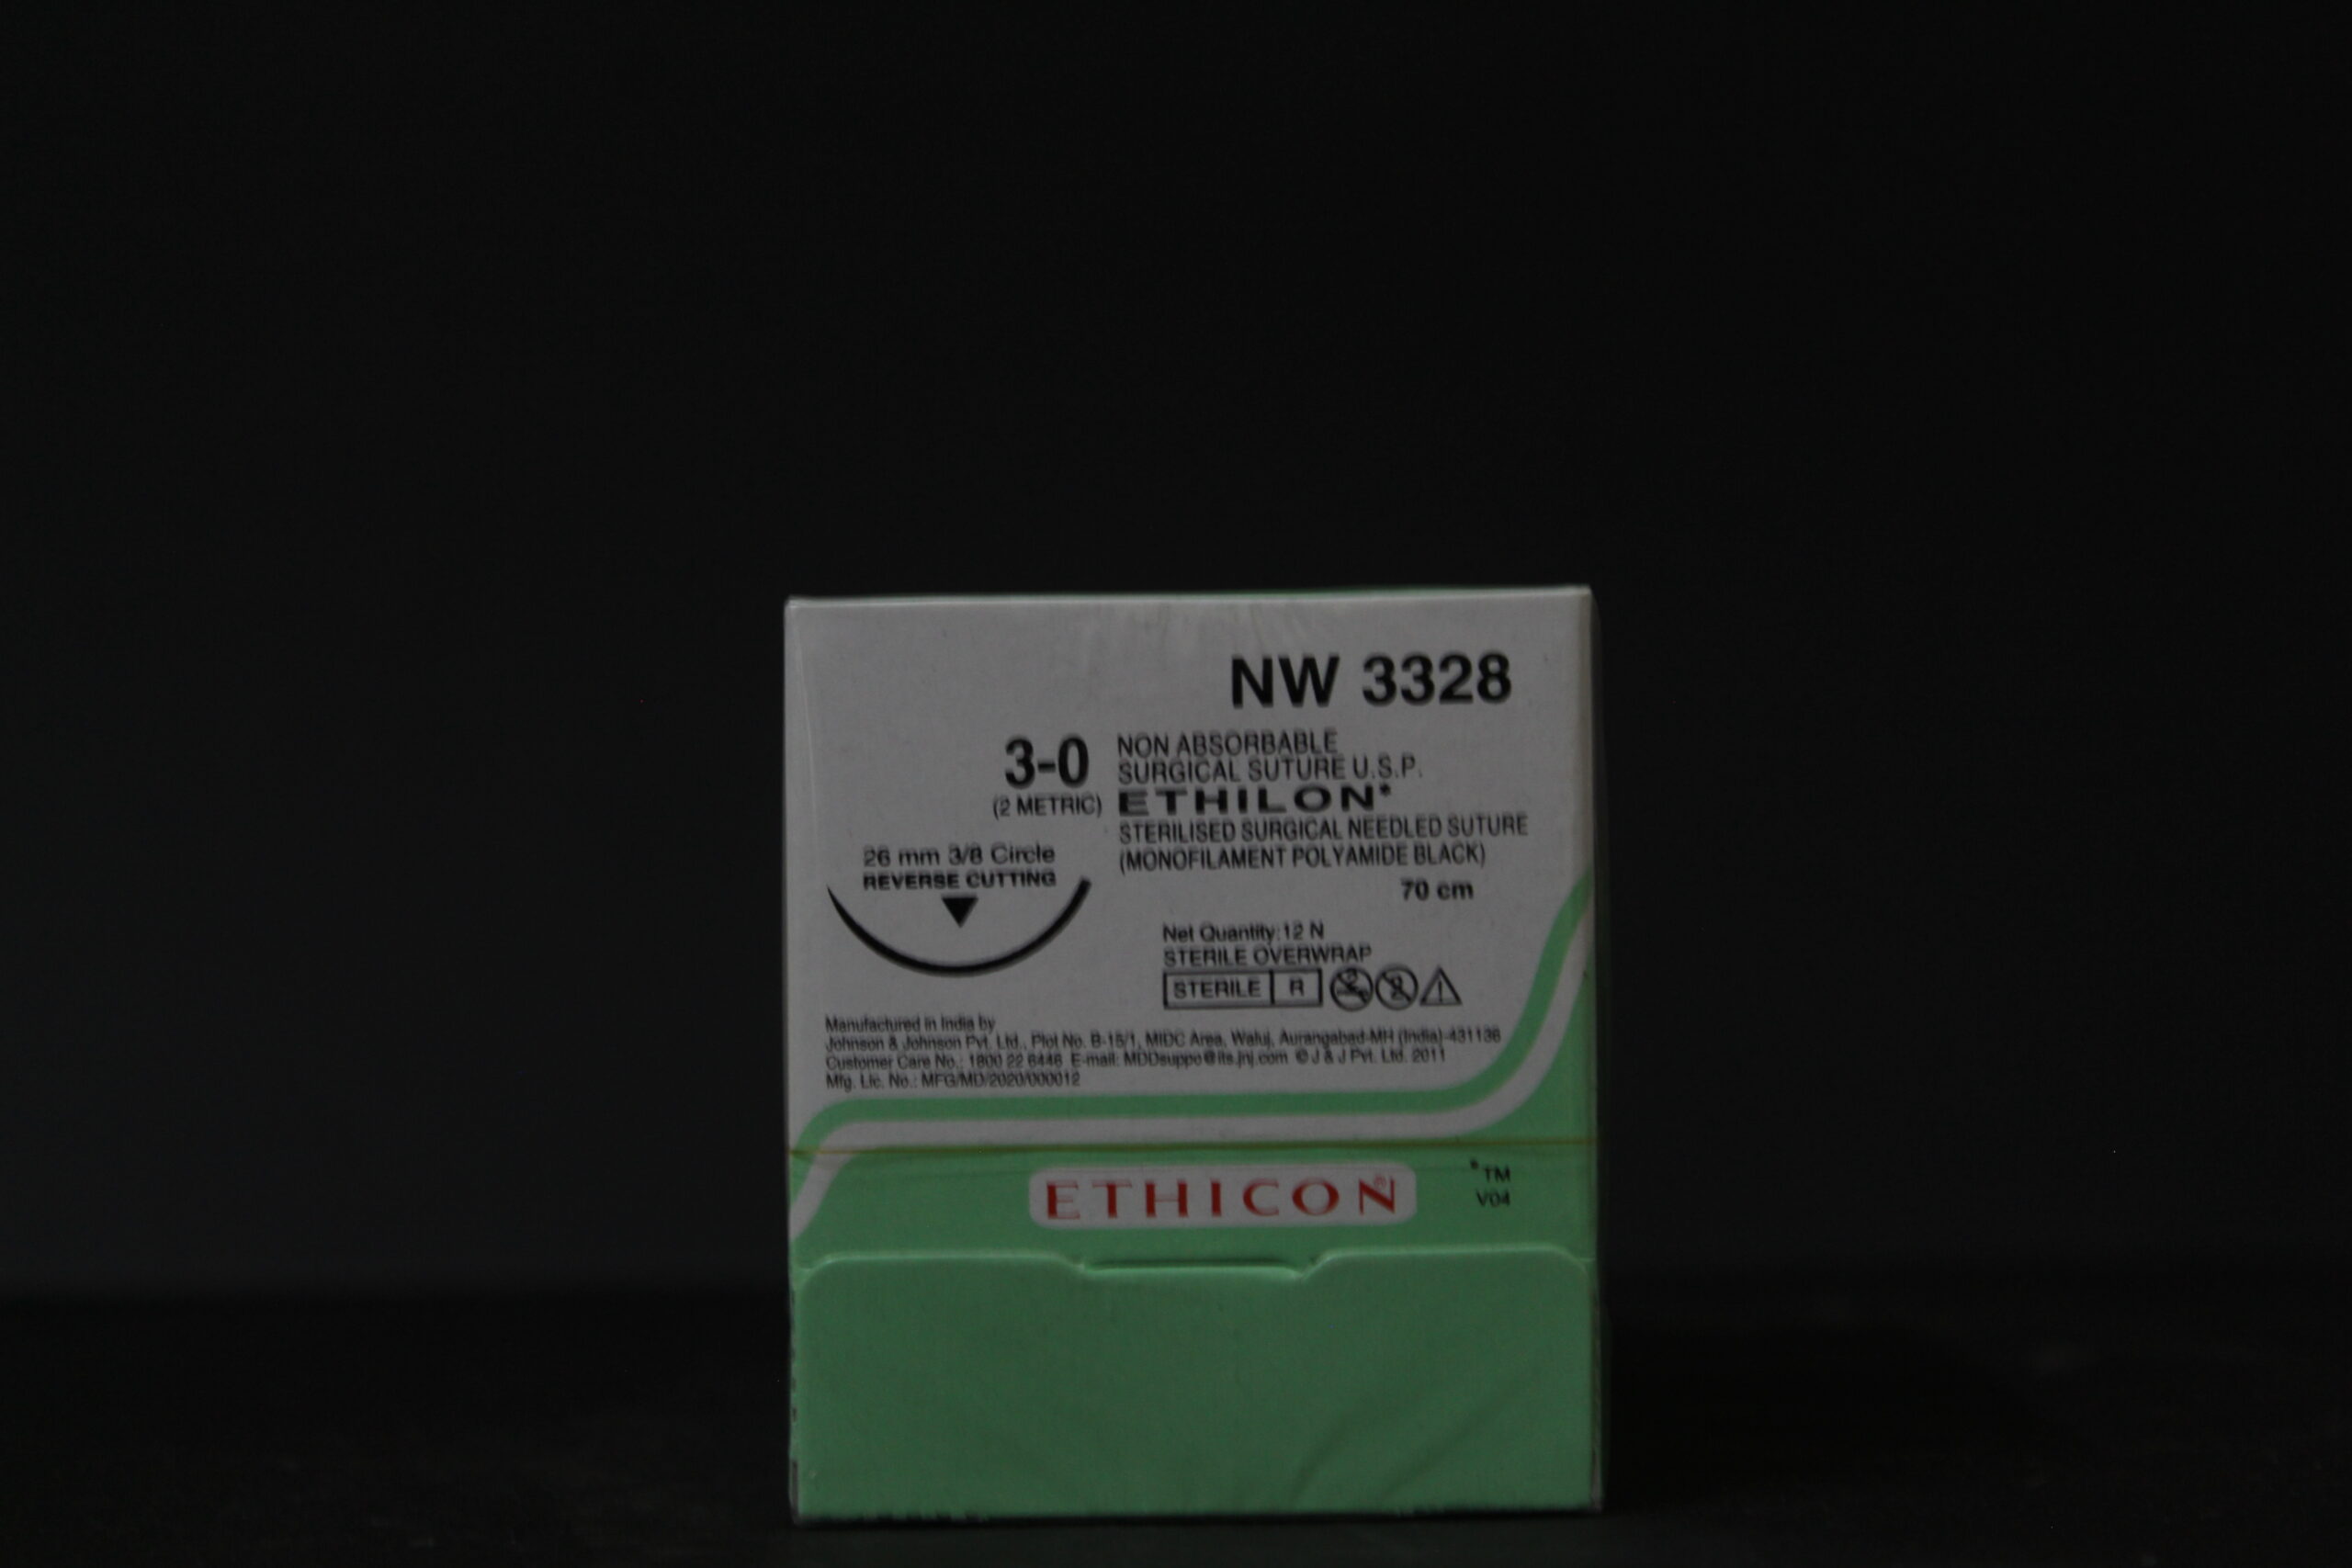 NW 3328
3-0
(2 METRIC)
NON ABSORBABLE
SURGICAL SUTURE U.S.P.
ETHILON*
STERILISED SURGICAL NEEDLED SUTURE
(MONOFILAMENT POLYAMIDE BLACK)
70 cm
26 mm 3/8 Circle
REVERSE CUTTING
Net Quantity:12 N
STERILE OVERWRAP
STERILE R
Manufactured in India by
Johnson & Johnson Pvt. Ltd., Plot No. B-15/1, MIDC Area, Waluj, Aurangabad-MH (India)-431136
Customer Care No.: 1800 22 6446 E-mail: MDDsuppo@its.jnj.com © J & J Pvt. Ltd. 2011
Mfg. Lic. No.: MFG/MD/2020/000012
ETHICON®
*TM
V04